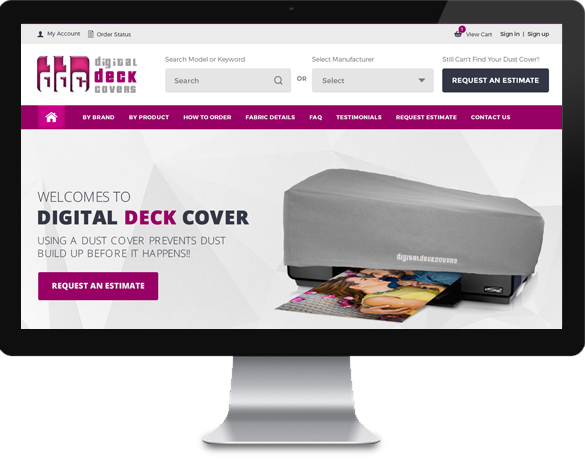 My Account
Order Status
1
View Cart
Sign in | Sign up
digital
deck
covers
Search Model or Keyword
Search
OR
Select Manufacturer
Select
Still Can't Find Your Dust Cover?
REQUEST AN ESTIMATE
BY BRAND
BY PRODUCT
HOW TO ORDER
FABRIC DETAILS
FAQ
TESTIMONIALS
REQUEST ESTIMATE
CONTACT US
WELCOMES TO
DIGITAL DECK COVER
USING A DUST COVER PREVENTS DUST
BUILD UP BEFORE IT HAPPENS!!
REQUEST AN ESTIMATE
digitaldeckcovers